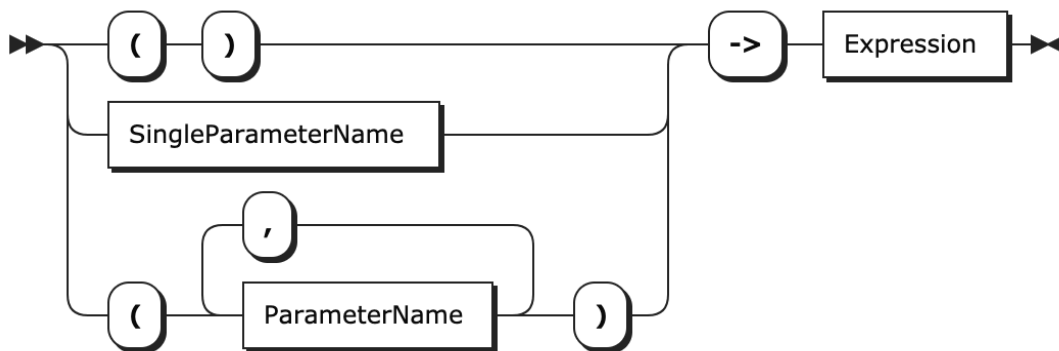 ( ) -> Expression
SingleParameterName
,
( ParameterName )